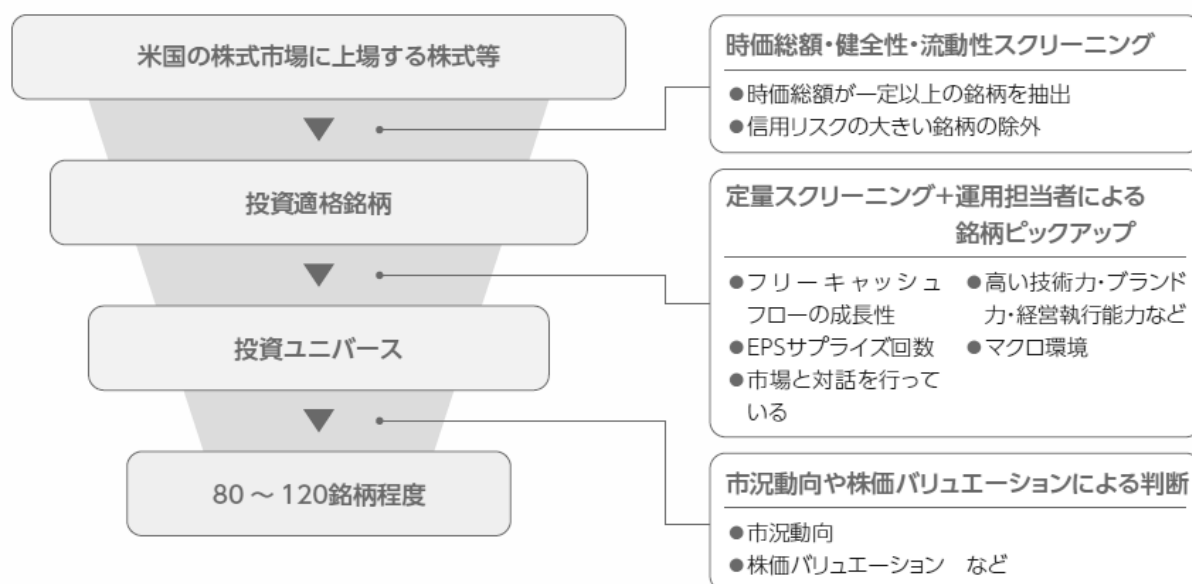 米国の株式市場に上場する株式等
時価総額・健全性・流動性スクリーニング
●時価総額が一定以上の銘柄を抽出
●信用リスクの大きい銘柄の除外
投資適格銘柄
定量スクリーニング+運用担当者による
銘柄ピックアップ
●フリーキャッシュ
フローの成長性
●EPSサプライズ回数
●市場と対話を行って
いる
●高い技術力・ブランド
力・経営執行能力など
●マクロ環境
投資ユニバース
市況動向や株価バリュエーションによる判断
●市況動向
●株価バリュエーション など
80 ～ 120銘柄程度